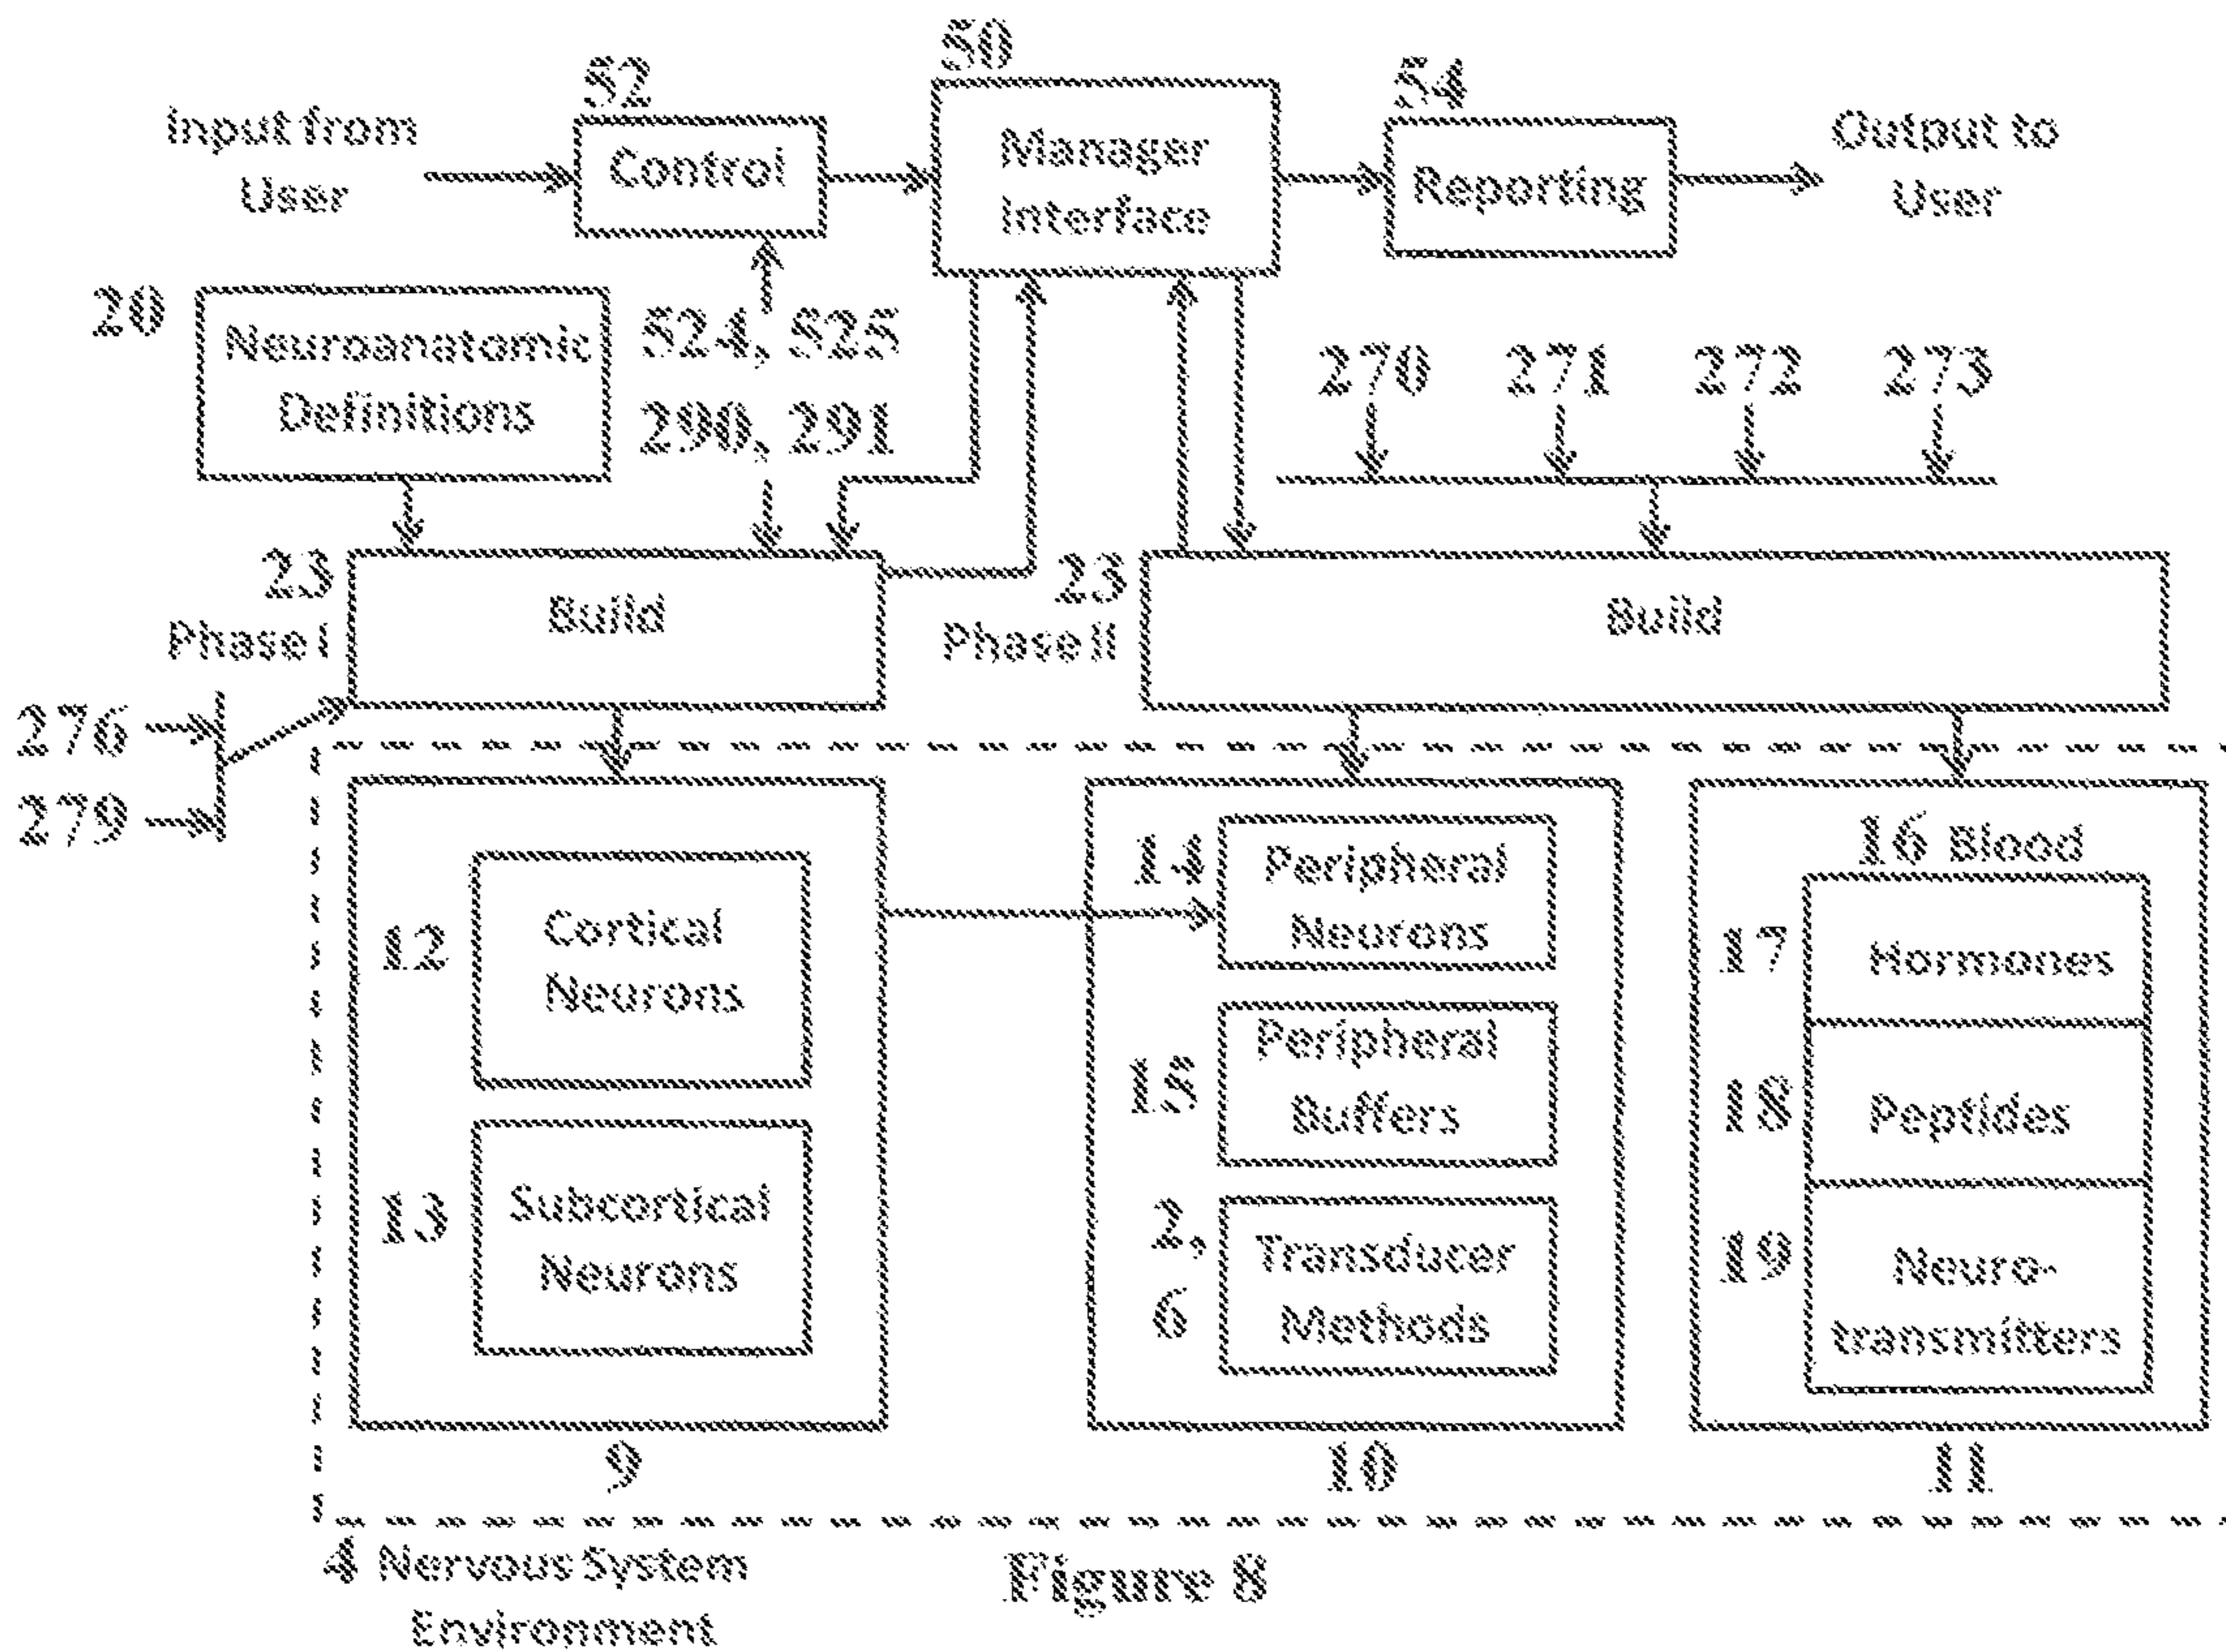 50
52
54
Input from
User
Control
Manager
Interface
Reporting
Output to
User
20
Neuroanatomic
Definitions
524, 525
290, 291
270 271 272 273
23
Phase I
Build
23
Phase II
Build
276
279
12
Cortical
Neurons
13
Subcortical
Neurons
9
14
Peripheral
Neurons
15
Peripheral
Buffers
2,
6
Transducer
Methods
10
16 Blood
17
Hormones
18
Peptides
19
Neuro-
transmitters
11
4 Nervous System
Environment
Figure 8